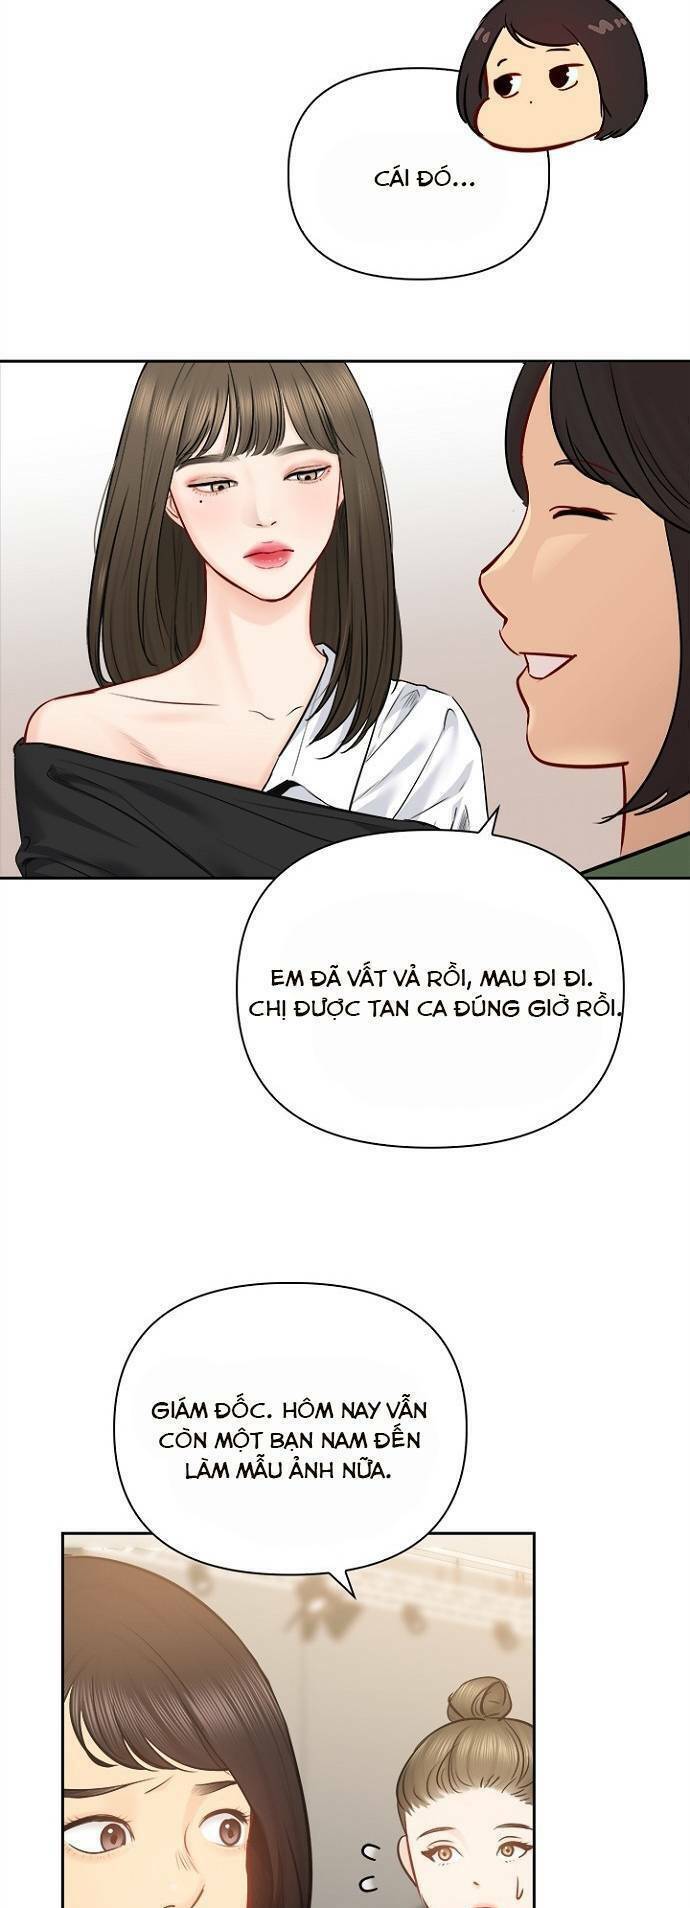 CÁI ĐÓ...
EM ĐÃ VẤT VẢ RỒI, MAU ĐI ĐI.
CHỊ ĐƯỢC TAN CA ĐÚNG GIỜ RỒI.
GIÁM ĐỐC. HÔM NAY VẪN
CÒN MỘT BẠN NAM ĐẾN
LÀM MẪU ẢNH NỮA.